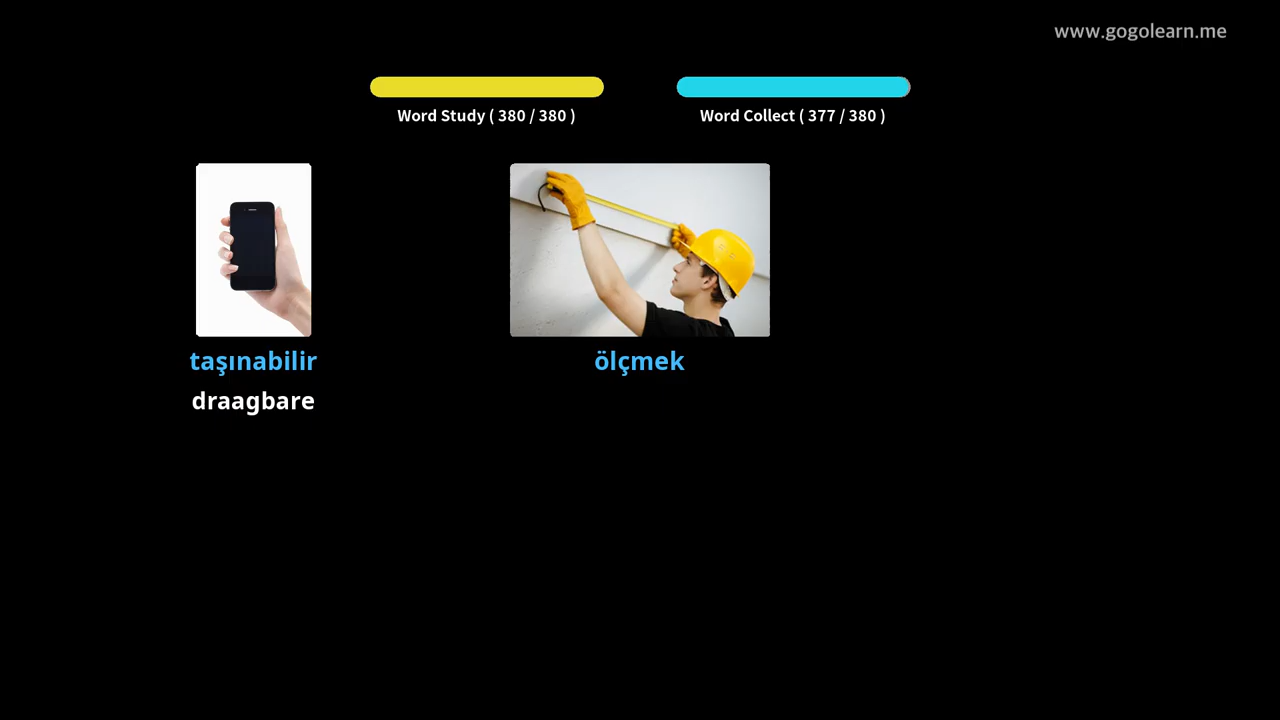 www.gogolearn.me
Word Study ( 380 / 380 )
Word Collect ( 377 / 380 )
taşınabilir
draagbare
ölçmek